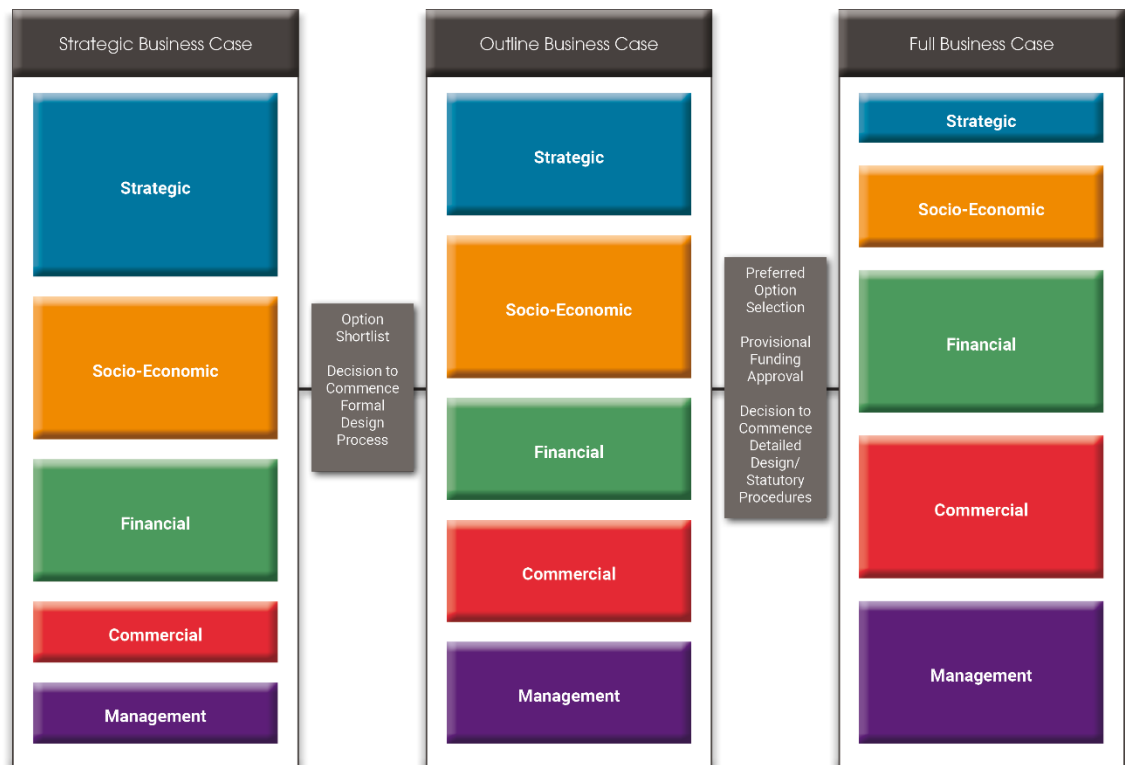 Strategic Business Case
Strategic
Socio-Economic
Financial
Commercial
Management
Option
Shortlist
Decision to
Commence
Formal
Design
Process
Outline Business Case
Strategic
Socio-Economic
Financial
Commercial
Management
Preferred
Option
Selection
Provisional
Funding
Approval
Decision to
Commence
Detailed
Design/
Statutory
Procedures
Full Business Case
Strategic
Socio-Economic
Financial
Commercial
Management